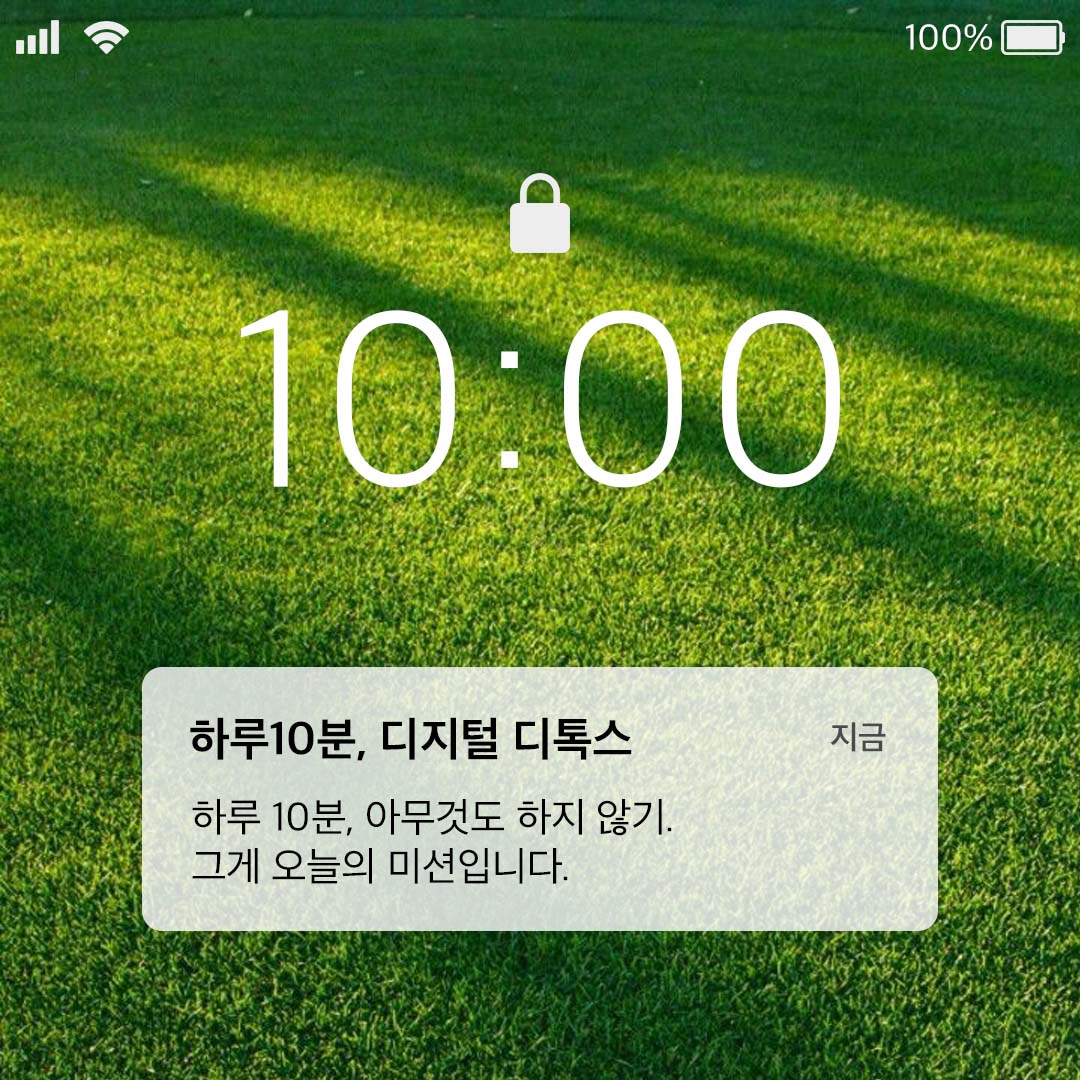 100%
10:00
하루10분, 디지털 디톡스
지금
하루 10분, 아무것도 하지 않기.
그게 오늘의 미션입니다.